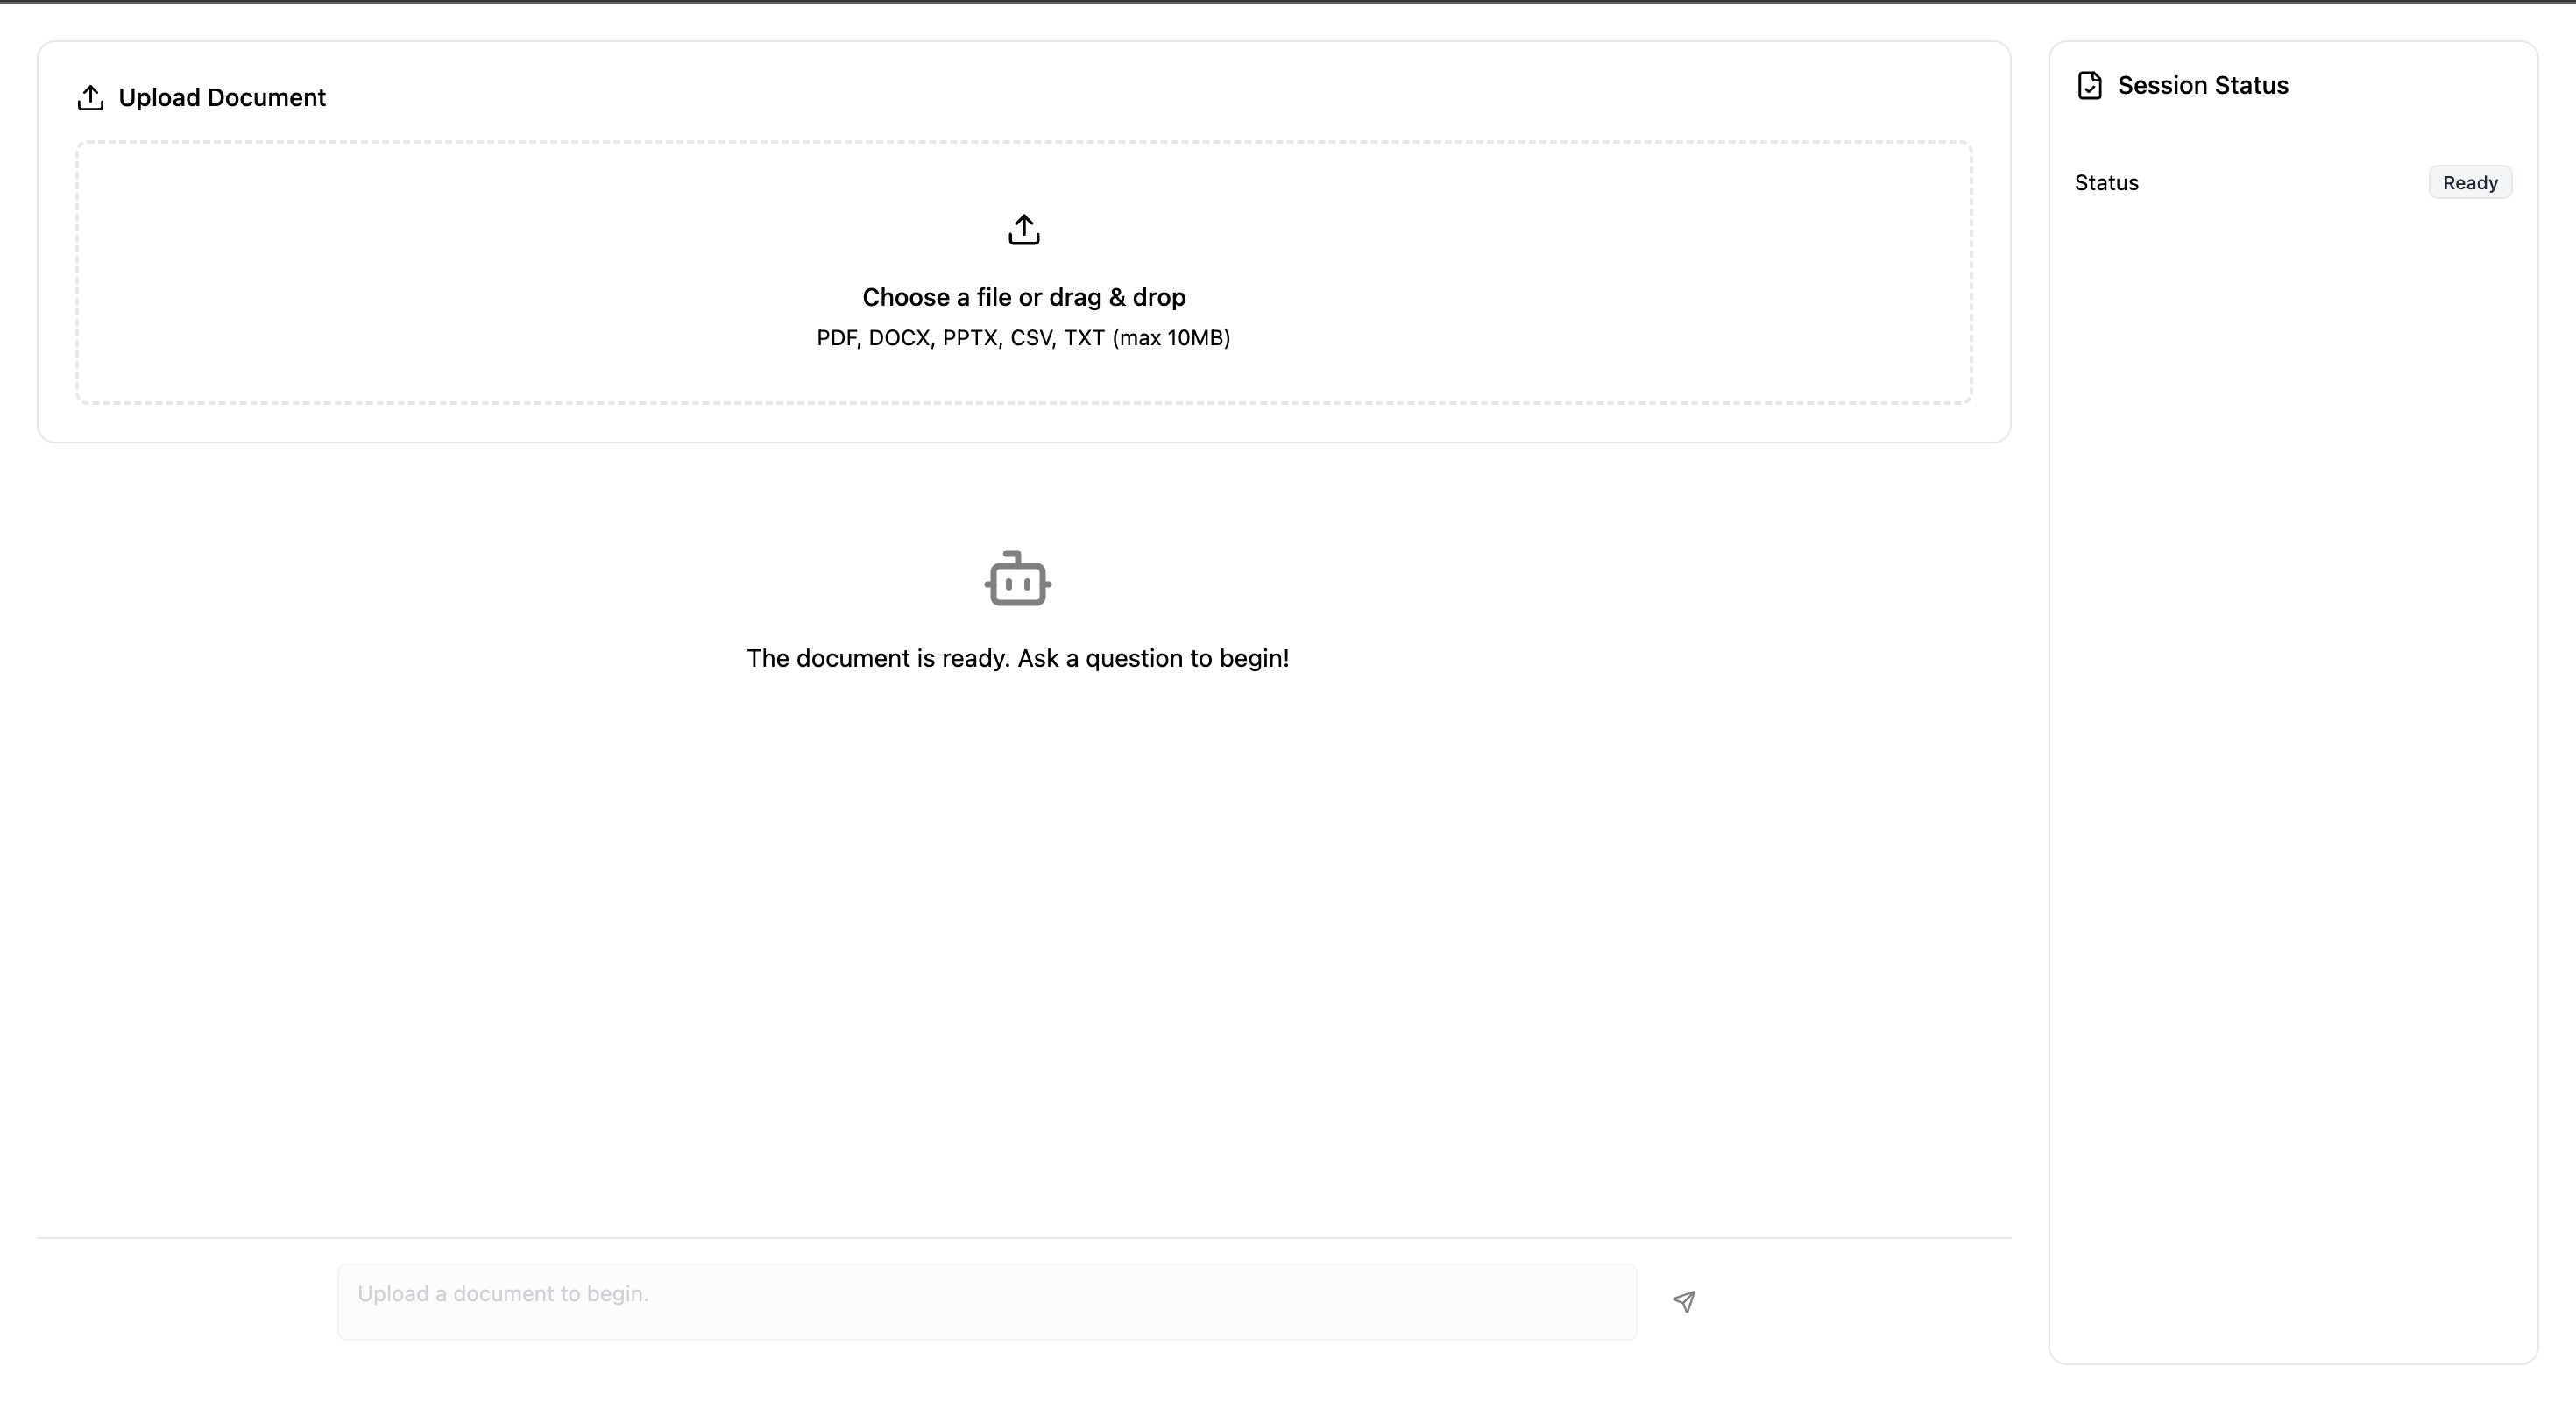 Upload Document
Choose a file or drag & drop
PDF, DOCX, PPTX, CSV, TXT (max 10MB)
The document is ready. Ask a question to begin!
Upload a document to begin.
Session Status
Status
Ready